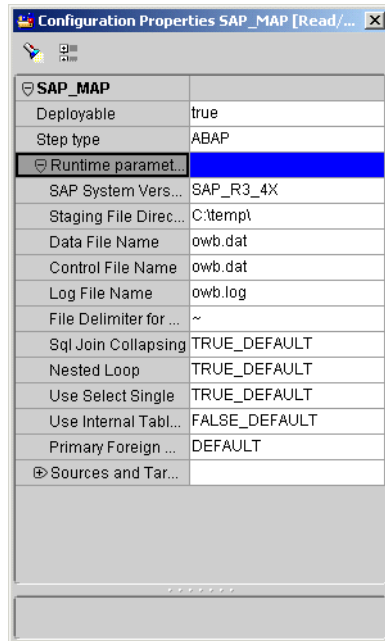 Configuration Properties SAP_MAP [Read/...
SAP_MAP
Deployable true
Step type ABAP
Runtime paramet...
SAP System Vers... SAP_R3_4X
Staging File Direc... C:\temp\
Data File Name owb.dat
Control File Name owb.dat
Log File Name owb.log
File Delimiter for ... ~
Sql Join Collapsing TRUE_DEFAULT
Nested Loop TRUE_DEFAULT
Use Select Single TRUE_DEFAULT
Use Internal Tabl... FALSE_DEFAULT
Primary Foreign ... DEFAULT
Sources and Tar...